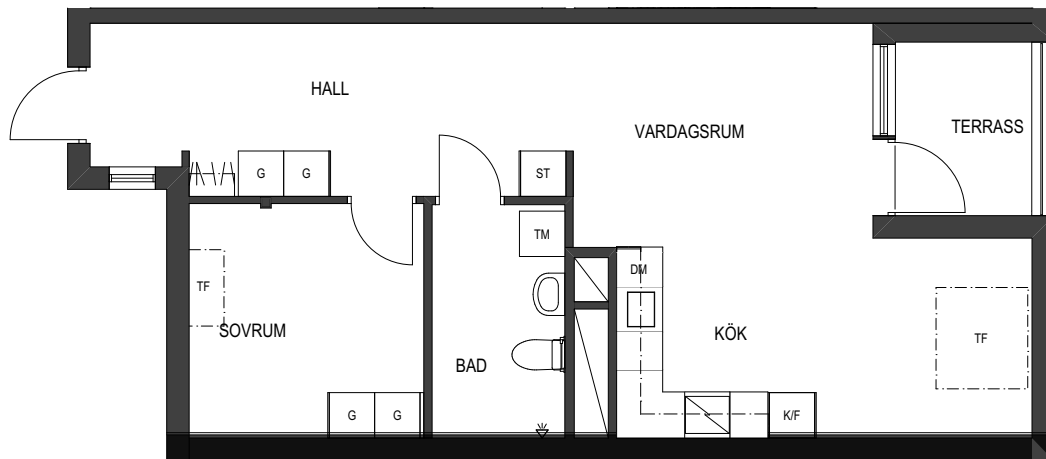 HALL
VARDAGSRUM
TERRASS
G
G
ST
TM
DM
TF
SOVRUM
KÖK
TF
BAD
G
G
K/F